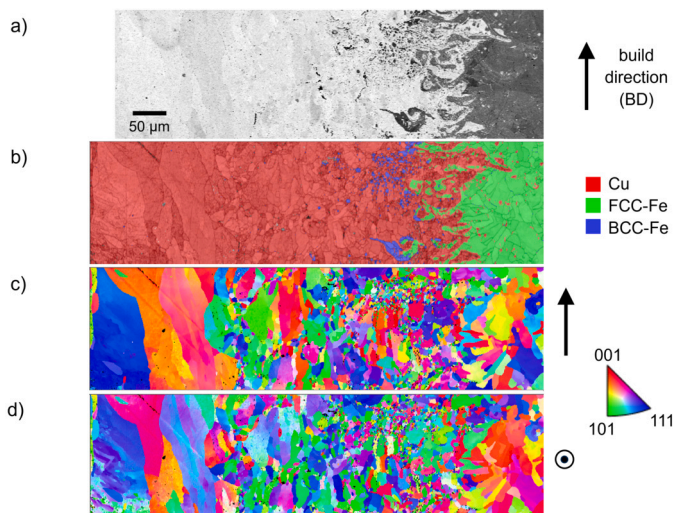 a)
build
direction
(BD)
50 µm
b)
Cu
FCC-Fe
BCC-Fe
c)
001
101
111
d)